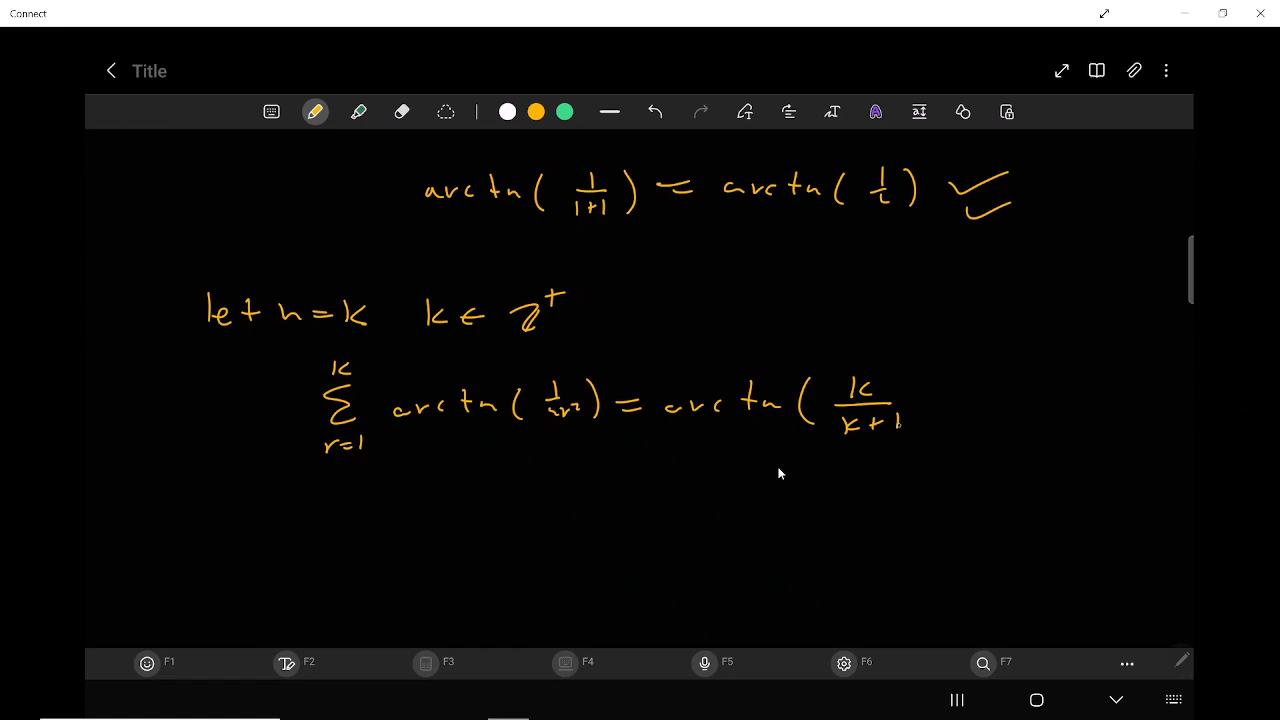 Connect
Title
arctn( 1/(1+1) ) = arctn( 1/2 )
let n = k k ∈ ℤ⁺
k
∑ arctn( 1/2r² ) = arctn( k/(k+1)
r=1
F1 F2 F3 F4 F5 F6 F7